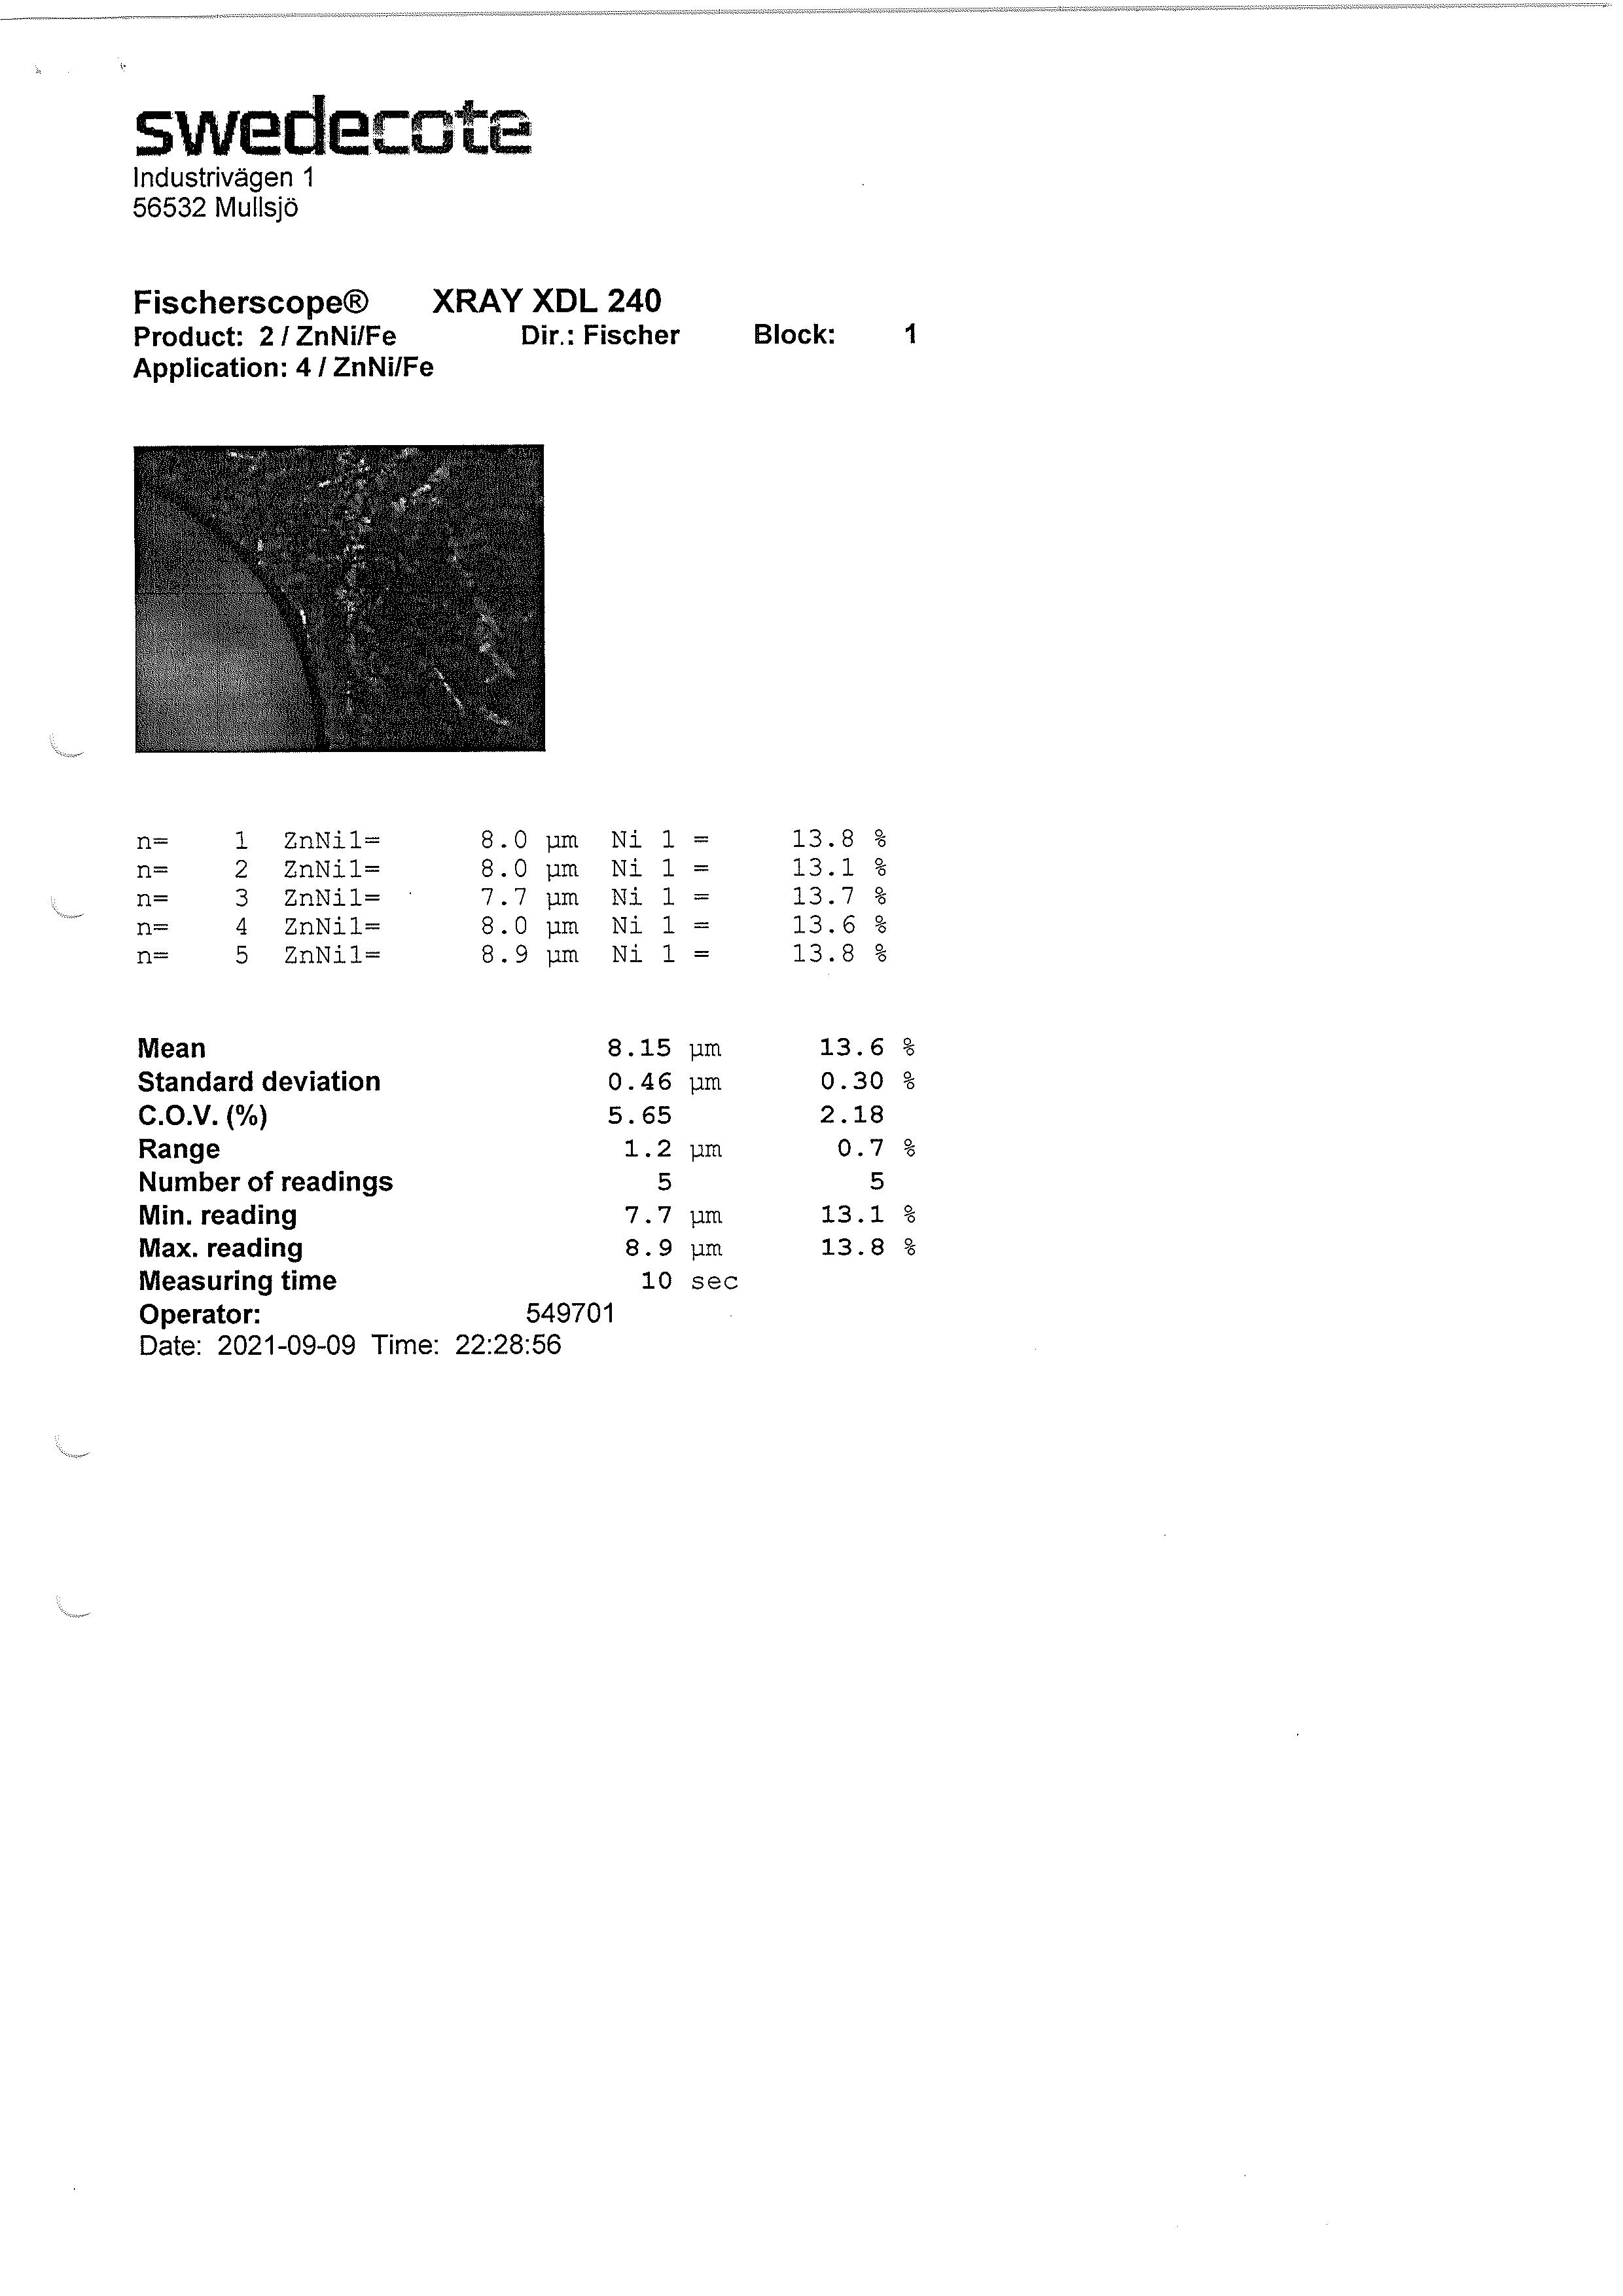 swedecote
Industrivägen 1
56532 Mullsjö
Fischerscope® XRAY XDL 240
Product: 2 / ZnNi/Fe Dir.: Fischer Block: 1
Application: 4 / ZnNi/Fe
n= 1 ZnNi1= 8.0 µm Ni 1 = 13.8 %
n= 2 ZnNi1= 8.0 µm Ni 1 = 13.1 %
n= 3 ZnNi1= 7.7 µm Ni 1 = 13.7 %
n= 4 ZnNi1= 8.0 µm Ni 1 = 13.6 %
n= 5 ZnNi1= 8.9 µm Ni 1 = 13.8 %
Mean 8.15 µm 13.6 %
Standard deviation 0.46 µm 0.30 %
C.O.V. (%) 5.65 2.18
Range 1.2 µm 0.7 %
Number of readings 5 5
Min. reading 7.7 µm 13.1 %
Max. reading 8.9 µm 13.8 %
Measuring time 10 sec
Operator: 549701
Date: 2021-09-09 Time: 22:28:56